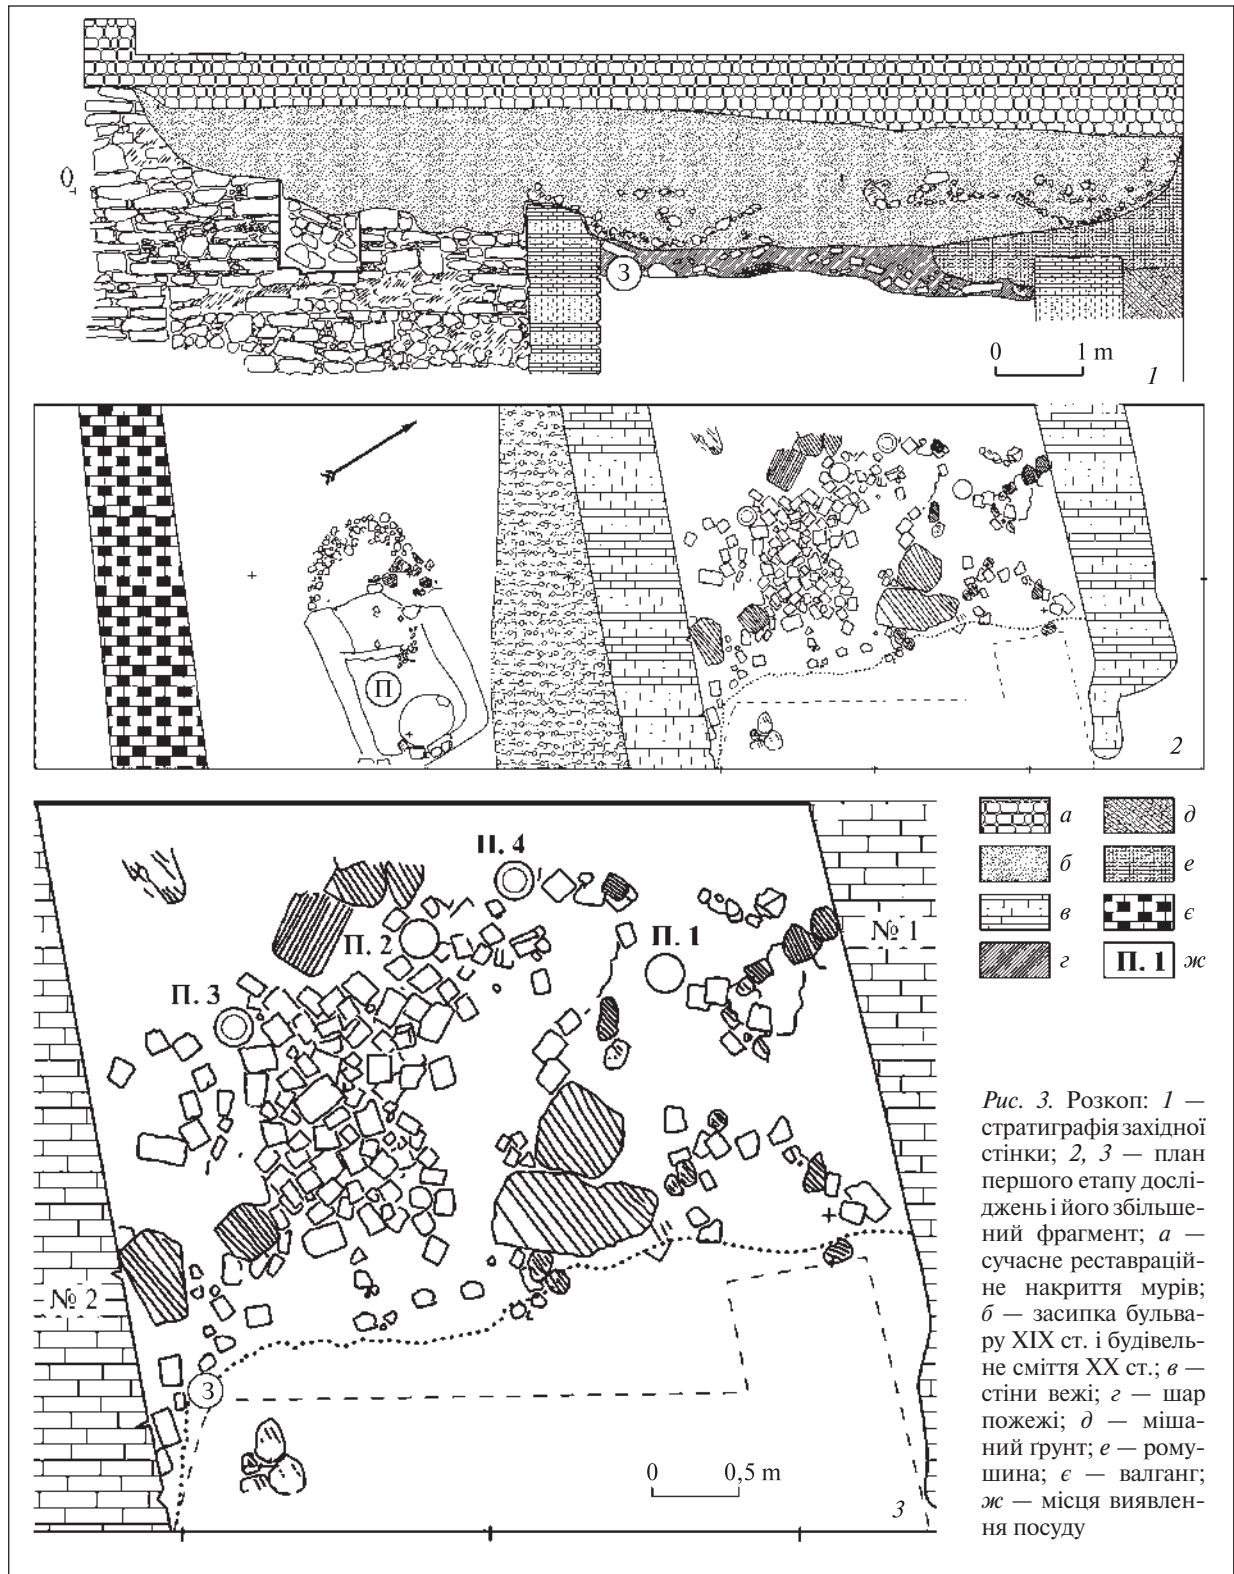 0
3
0 1 m
1
П
2
а д
б е
в є
г П. 1 ж
П. 4
П. 2
П. 1
№ 1
П. 3
№ 2
3
0 0,5 m
3
Рис. 3. Розкоп: 1 —
стратиграфія західної
стінки; 2, 3 — план
першого етапу дослі-
джень і його збільше-
ний фрагмент; а —
сучасне реставрацій-
не накриття мурів;
б — засипка бульва-
ру XIX ст. і будівель-
не сміття XX ст.; в —
стіни вежі; г — шар
пожежі; д — міша-
ний ґрунт; е — рому-
шина; є — валганг;
ж — місця виявлен-
ня посуду